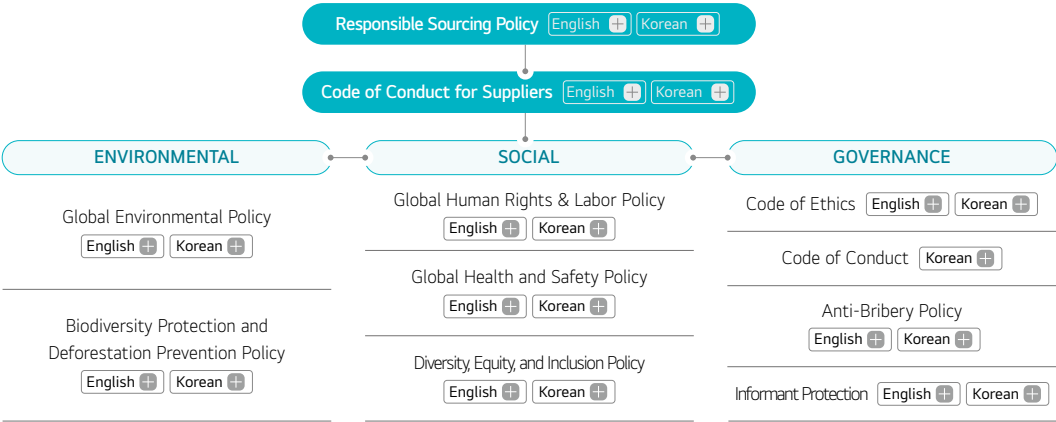 Responsible Sourcing Policy English Korean
Code of Conduct for Suppliers English Korean
ENVIRONMENTAL
Global Environmental Policy
English Korean
Biodiversity Protection and
Deforestation Prevention Policy
English Korean
SOCIAL
Global Human Rights & Labor Policy
English Korean
Global Health and Safety Policy
English Korean
Diversity, Equity, and Inclusion Policy
English Korean
GOVERNANCE
Code of Ethics English Korean
Code of Conduct Korean
Anti-Bribery Policy
English Korean
Informant Protection English Korean